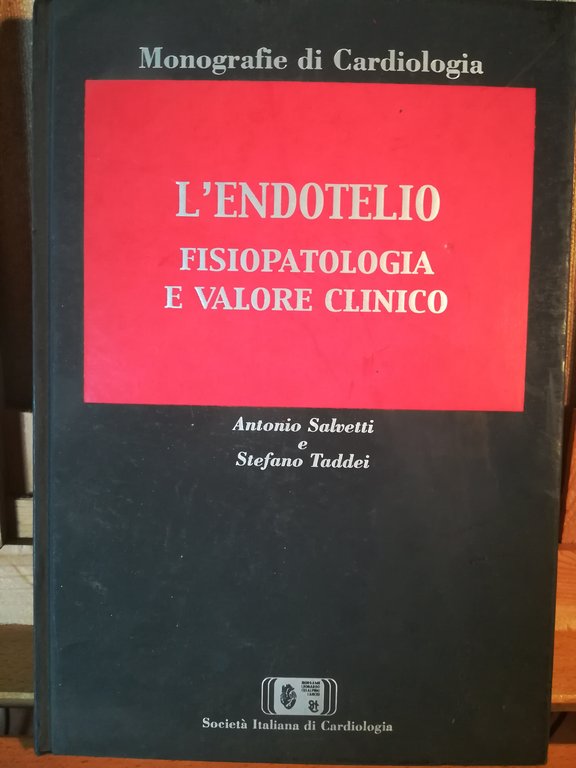 Monografie di Cardiologia
L'ENDOTELIO
FISIOPATOLOGIA
E VALORE CLINICO
Antonio Salvetti
e
Stefano Taddei
Società Italiana di Cardiologia